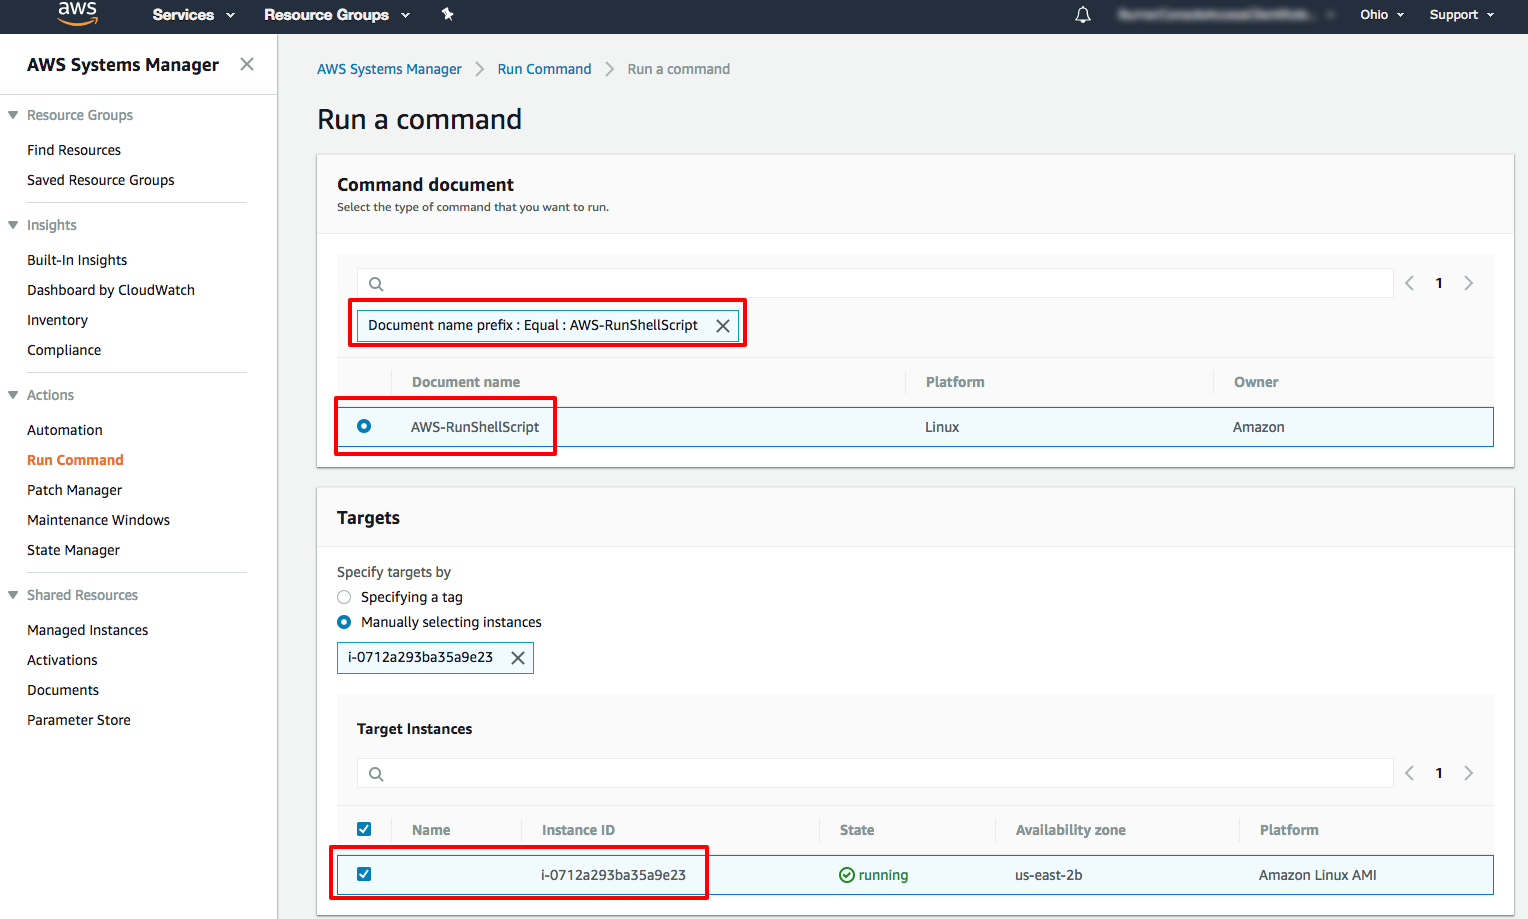 aws
Services
Resource Groups
Ohio
Support
AWS Systems Manager
Resource Groups
Find Resources
Saved Resource Groups
Insights
Built-In Insights
Dashboard by CloudWatch
Inventory
Compliance
Actions
Automation
Run Command
Patch Manager
Maintenance Windows
State Manager
Shared Resources
Managed Instances
Activations
Documents
Parameter Store
AWS Systems Manager > Run Command > Run a command
Run a command
Command document
Select the type of command that you want to run.
1
Document name prefix : Equal : AWS-RunShellScript
Document name Platform Owner
AWS-RunShellScript Linux Amazon
Targets
Specify targets by
Specifying a tag
Manually selecting instances
i-0712a293ba35a9e23
Target Instances
1
Name Instance ID State Availability zone Platform
i-0712a293ba35a9e23 running us-east-2b Amazon Linux AMI